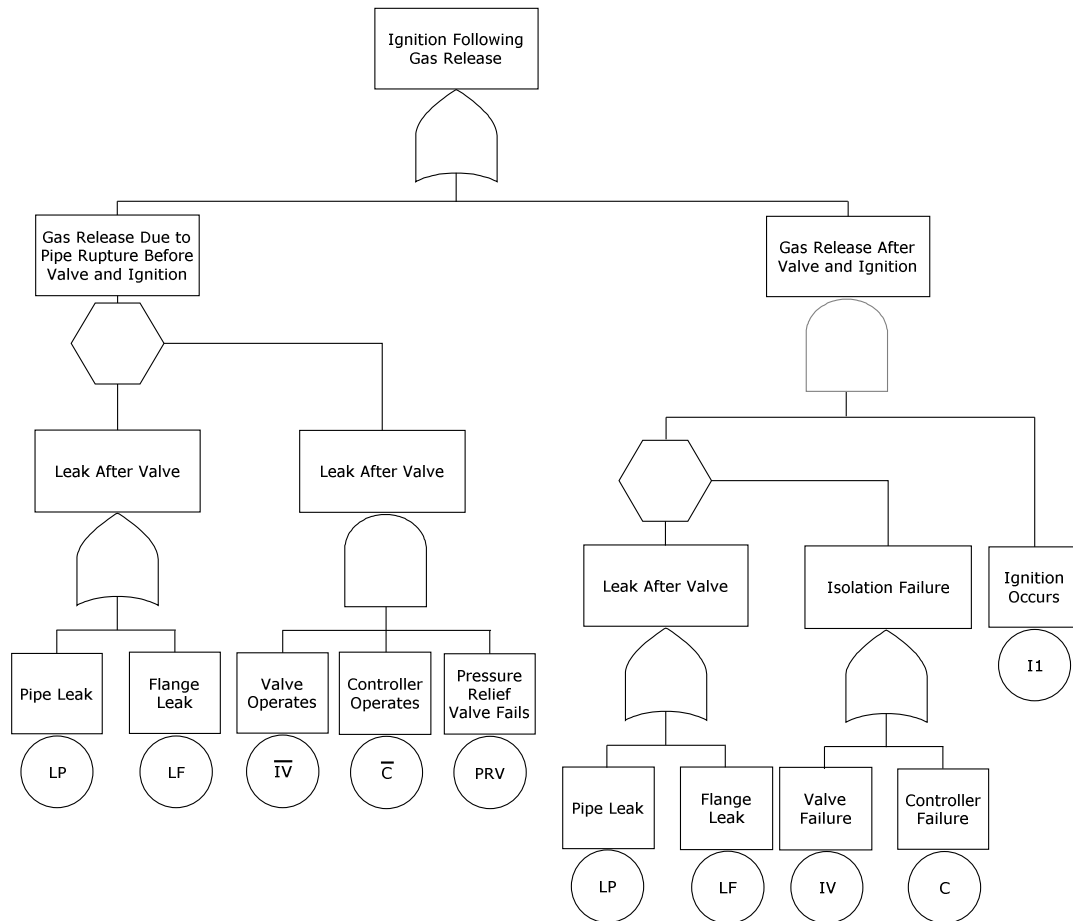 Ignition Following
Gas Release
Gas Release Due to
Pipe Rupture Before
Valve and Ignition
Gas Release After
Valve and Ignition
Leak After Valve
Leak After Valve
Leak After Valve
Isolation Failure
Ignition
Occurs
I1
Pipe Leak
Flange
Leak
Valve
Operates
Controller
Operates
Pressure
Relief
Valve Fails
LP
LF
I̅V̅
C̅
PRV
Pipe Leak
Flange
Leak
Valve
Failure
Controller
Failure
LP
LF
IV
C